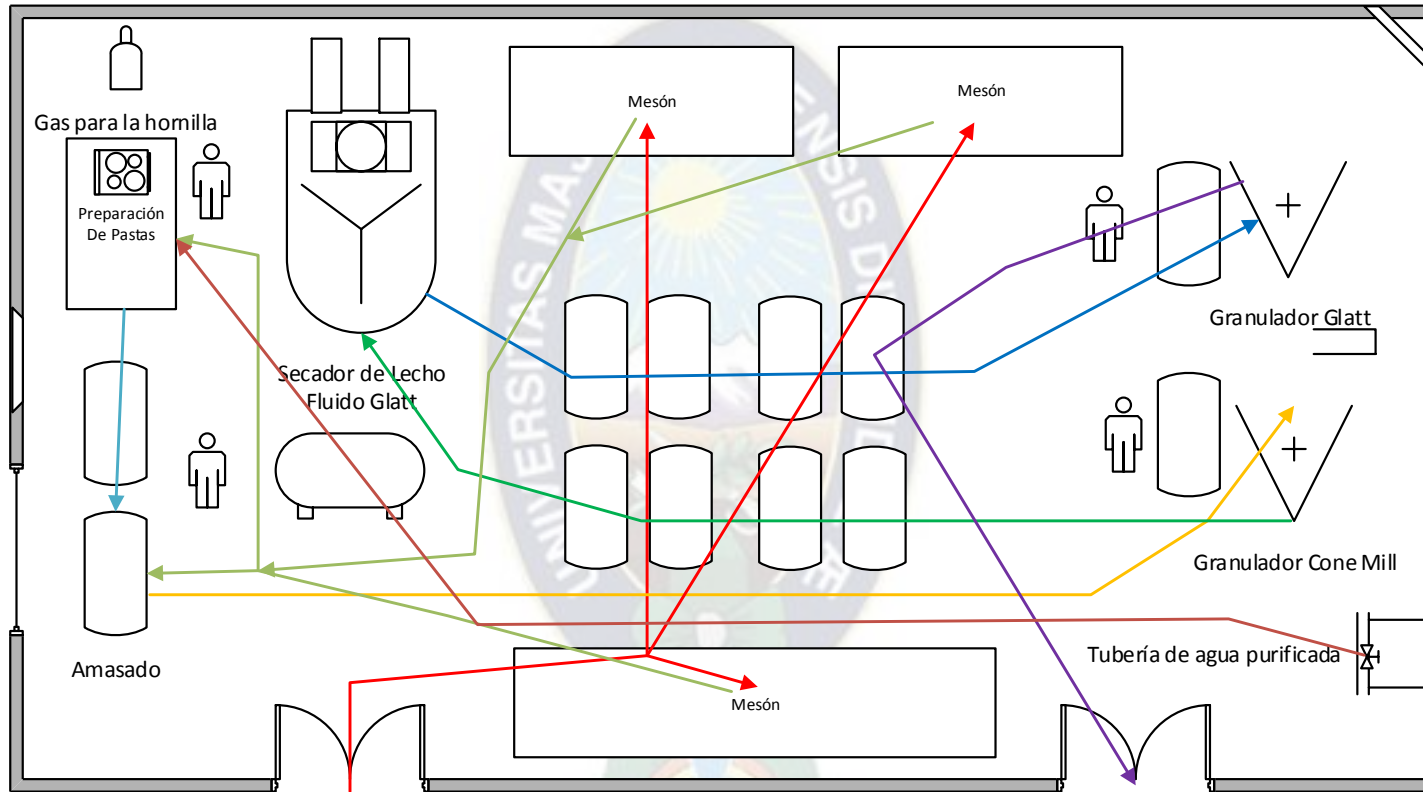 Mesón
Mesón
Gas para la hornilla
Preparación
De Pastas
Granulador Glatt
Secador de Lecho
Fluido Glatt
Granulador Cone Mill
Amasado
Tubería de agua purificada
Mesón